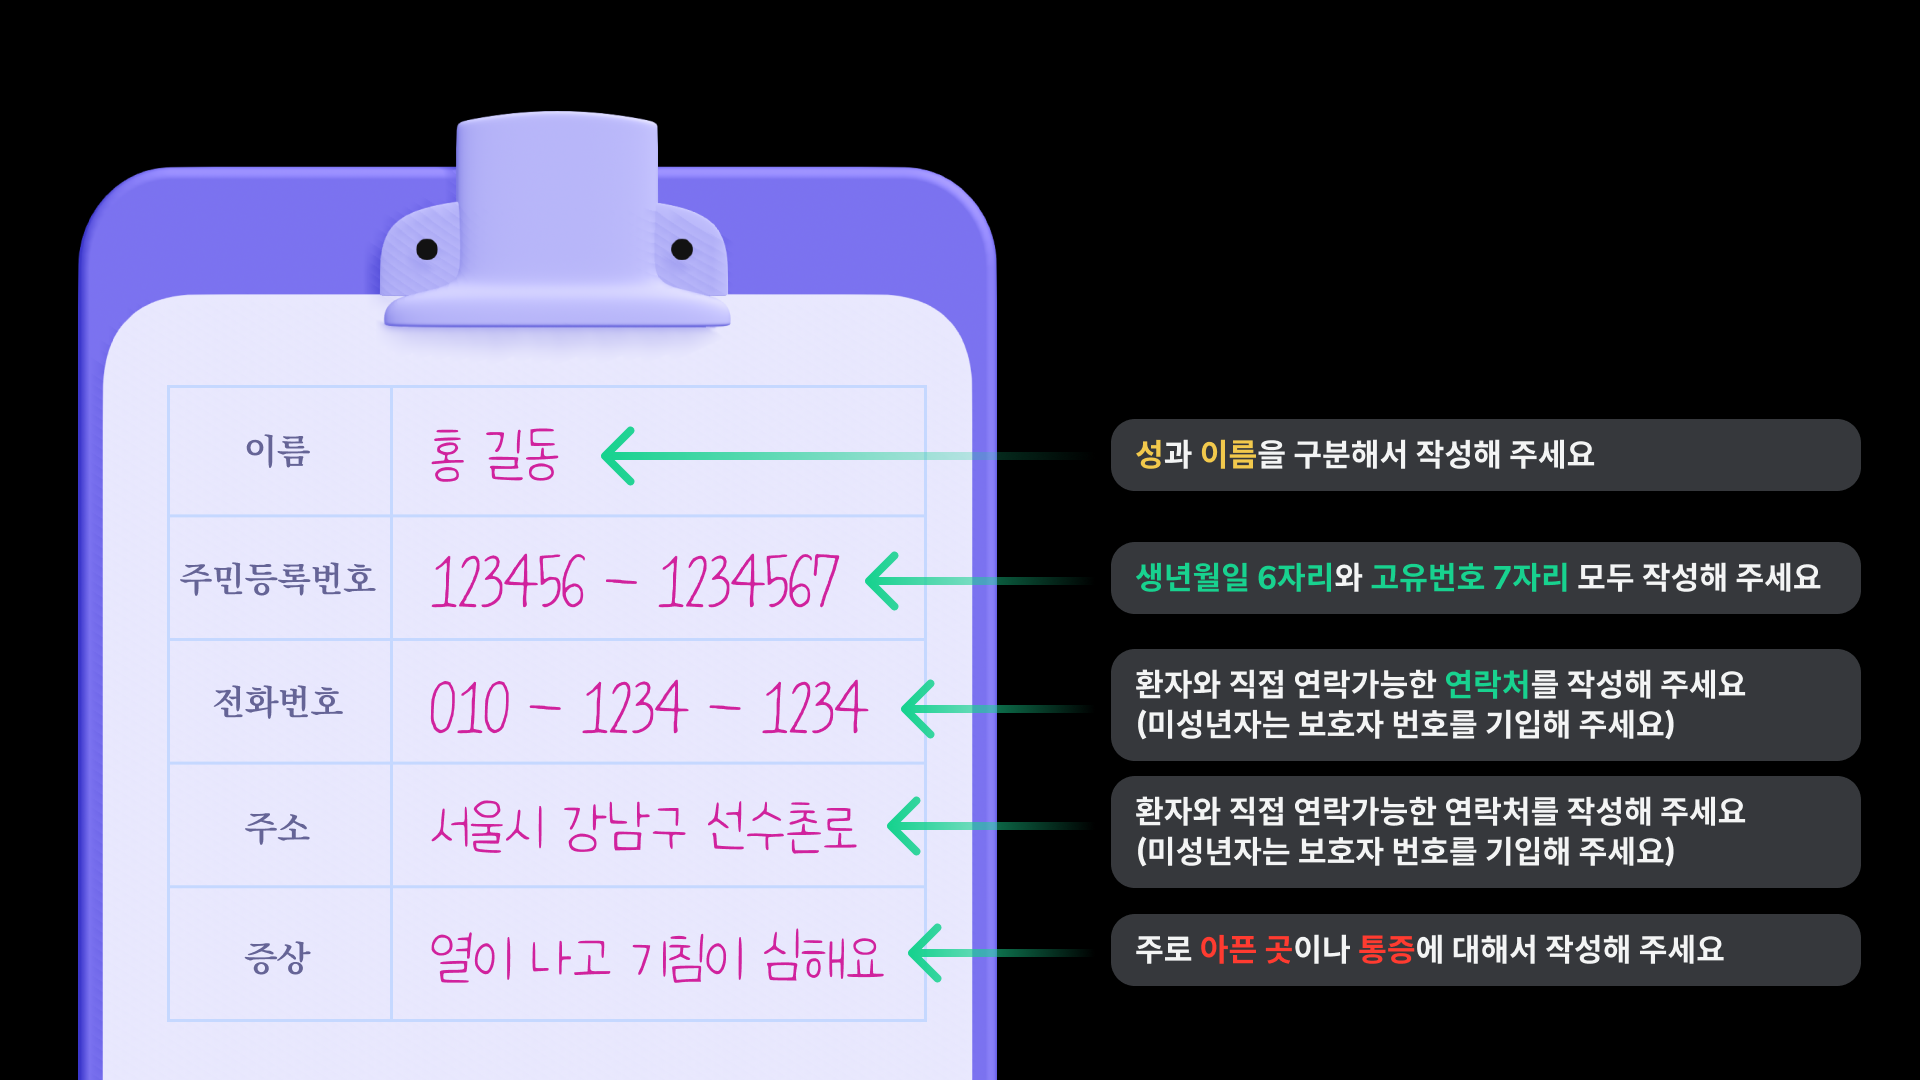 이름
홍 길동
성과 이름을 구분해서 작성해 주세요
주민등록번호
123456 - 1234567
생년월일 6자리와 고유번호 7자리 모두 작성해 주세요
전화번호
010 - 1234 - 1234
환자와 직접 연락가능한 연락처를 작성해 주세요
(미성년자는 보호자 번호를 기입해 주세요)
주소
서울시 강남구 선수촌로
환자와 직접 연락가능한 연락처를 작성해 주세요
(미성년자는 보호자 번호를 기입해 주세요)
증상
열이 나고 기침이 심해요
주로 아픈 곳이나 통증에 대해서 작성해 주세요